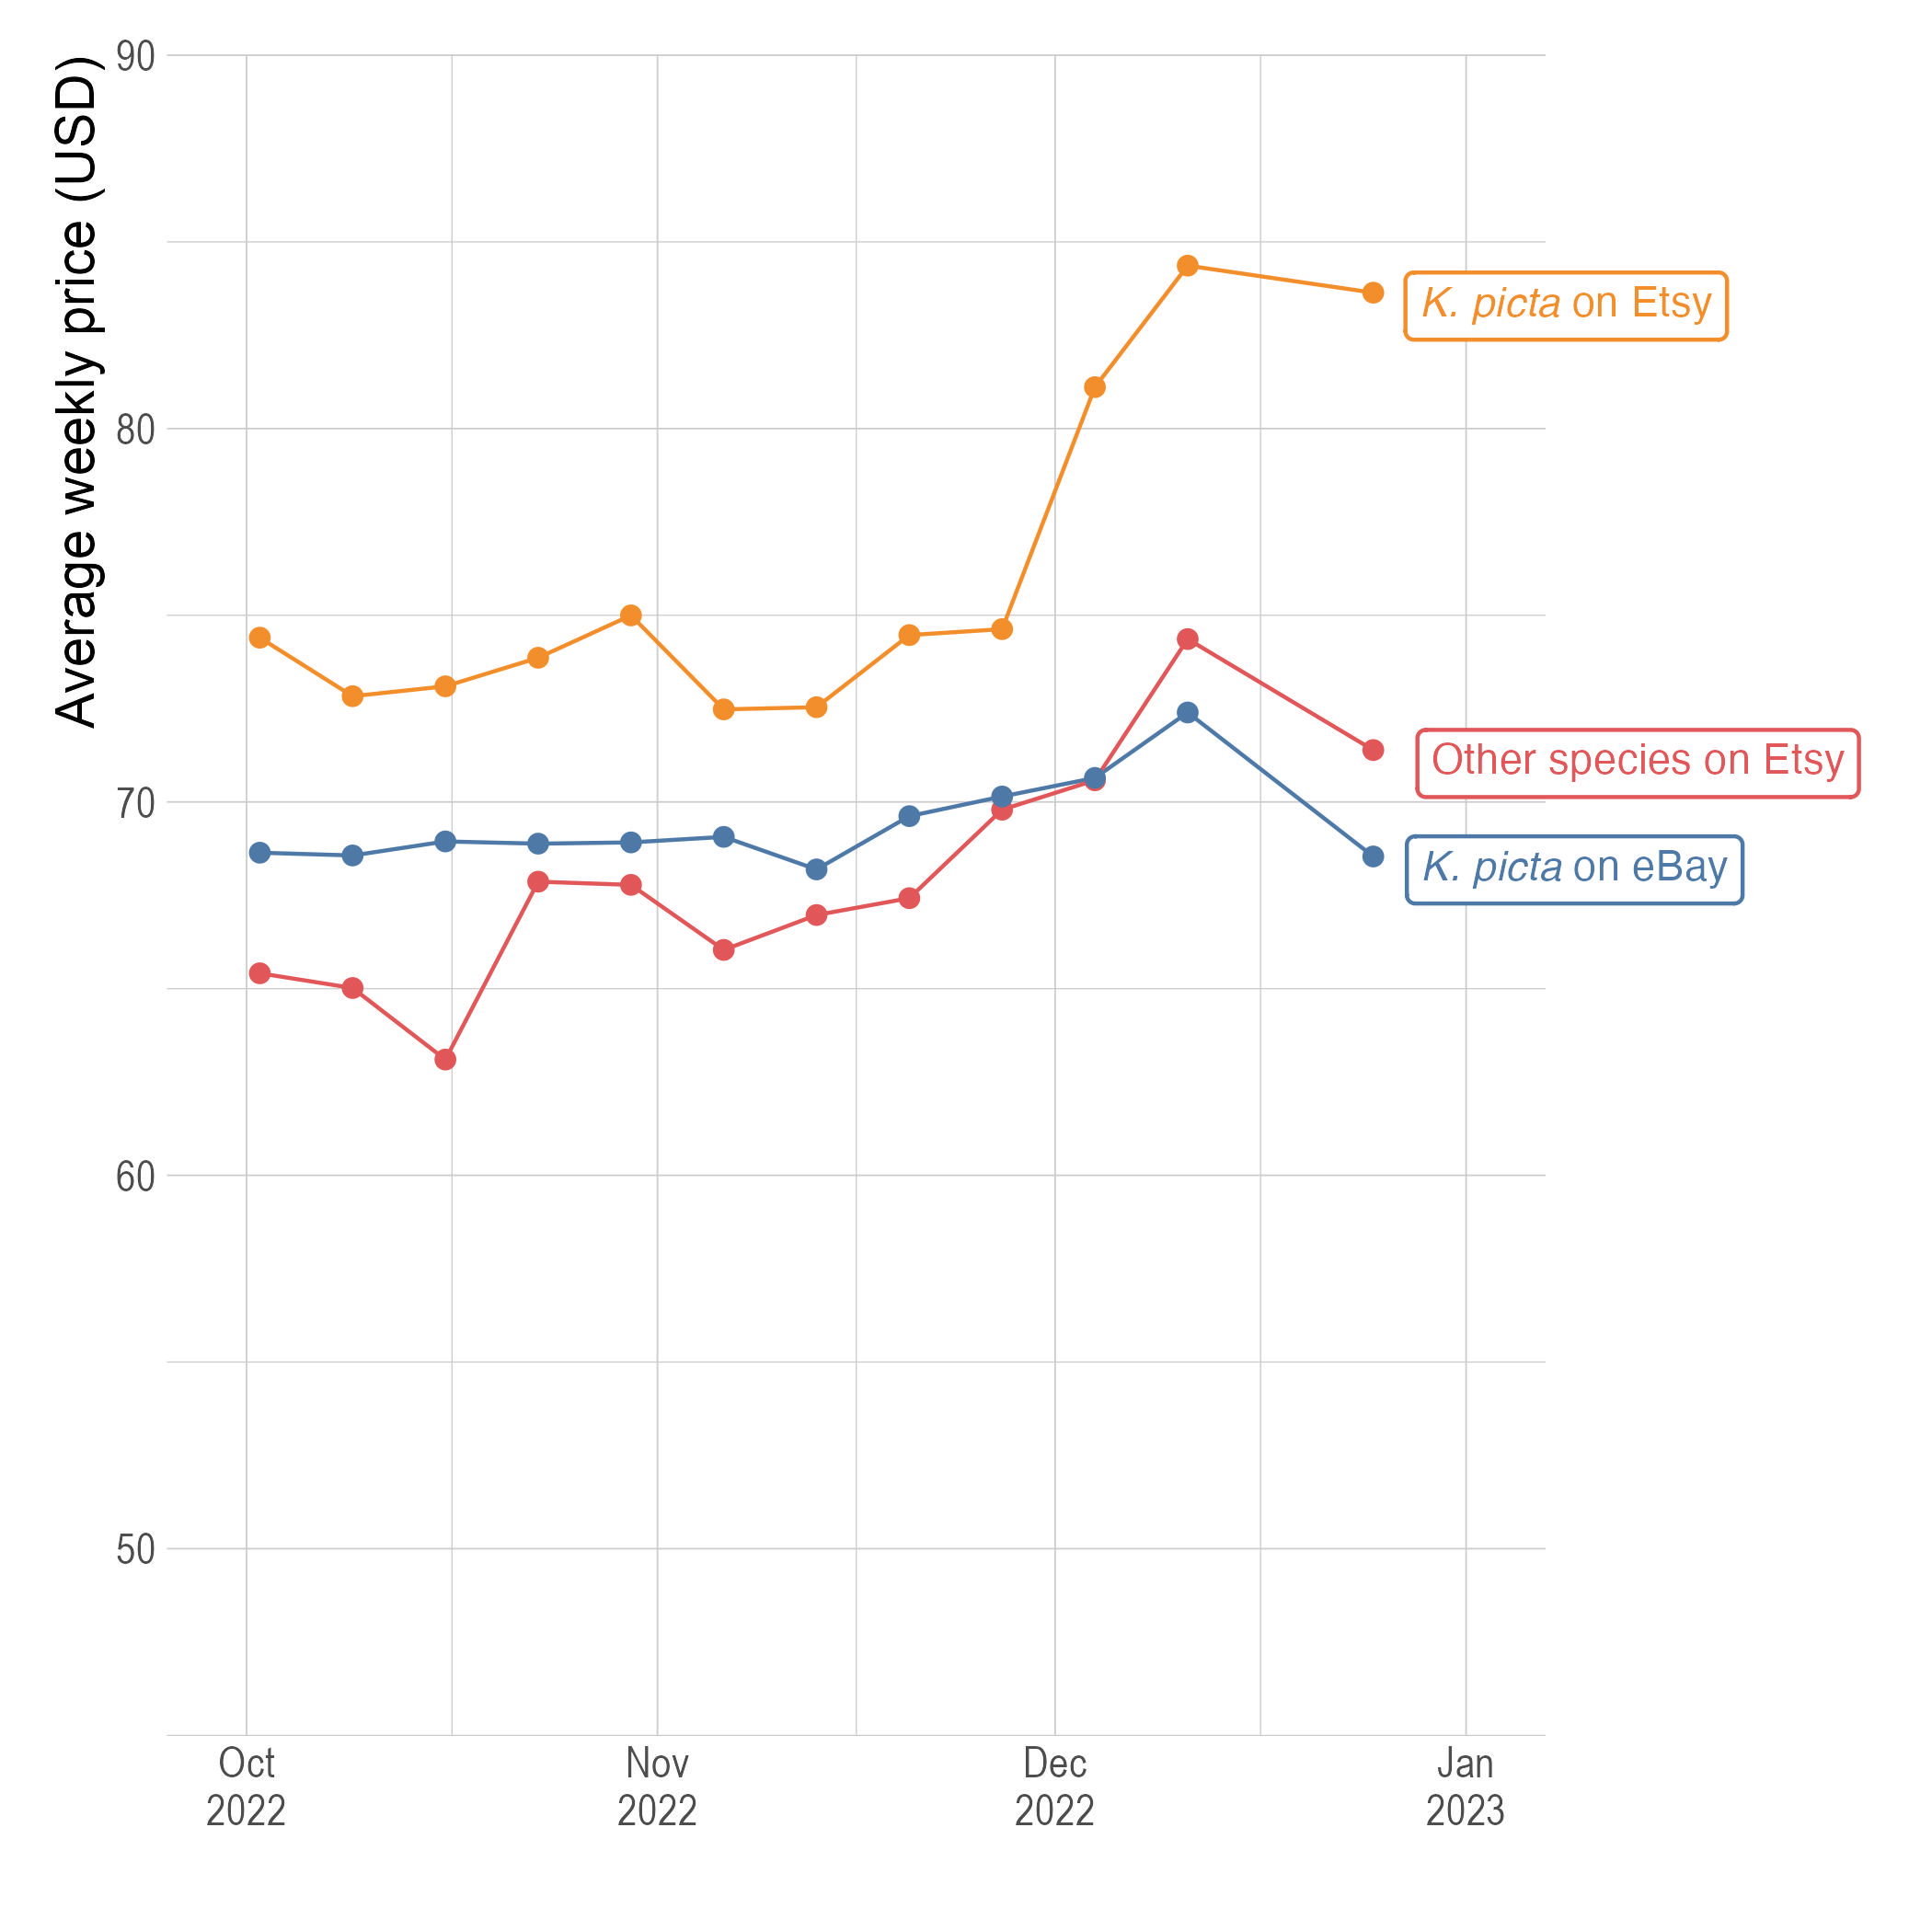 Average weekly price (USD)
90
80
70
60
50
K. picta on Etsy
Other species on Etsy
K. picta on eBay
Oct
2022
Nov
2022
Dec
2022
Jan
2023